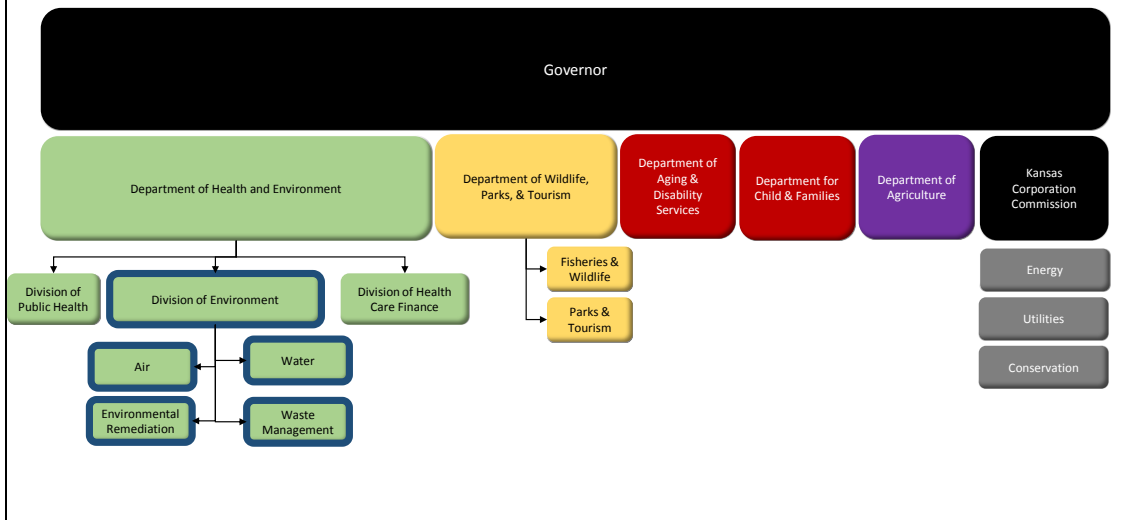 Governor
Department of Health and Environment
Department of Wildlife,
Parks, & Tourism
Department of
Aging &
Disability
Services
Department for
Child & Families
Department of
Agriculture
Kansas
Corporation
Commission
Division of
Public Health
Division of Environment
Division of Health
Care Finance
Fisheries &
Wildlife
Parks &
Tourism
Energy
Utilities
Conservation
Air
Water
Environmental
Remediation
Waste
Management